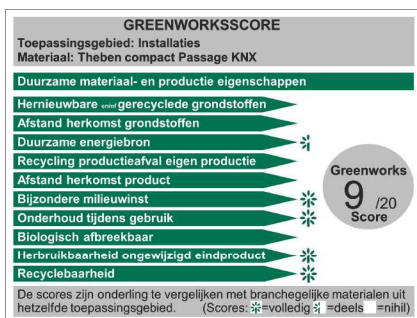 GREENWORKSSCORE
Toepassingsgebied: Installaties
Materiaal: Theben compact Passage KNX
Duurzame materiaal- en productie eigenschappen
Hernieuwbare en/of gerecyclede grondstoffen
Afstand herkomst grondstoffen
Duurzame energiebron
Recycling productieafval eigen productie
Afstand herkomst product
Bijzondere milieuwinst
Onderhoud tijdens gebruik
Biologisch afbreekbaar
Herbruikbaarheid ongewijzigd eindproduct
Recyclebaarheid
Greenworks
9 /20
Score
De scores zijn onderling te vergelijken met branchegelijke materialen uit
hetzelfde toepassingsgebied. (Scores: =volledig =deels =nihil)